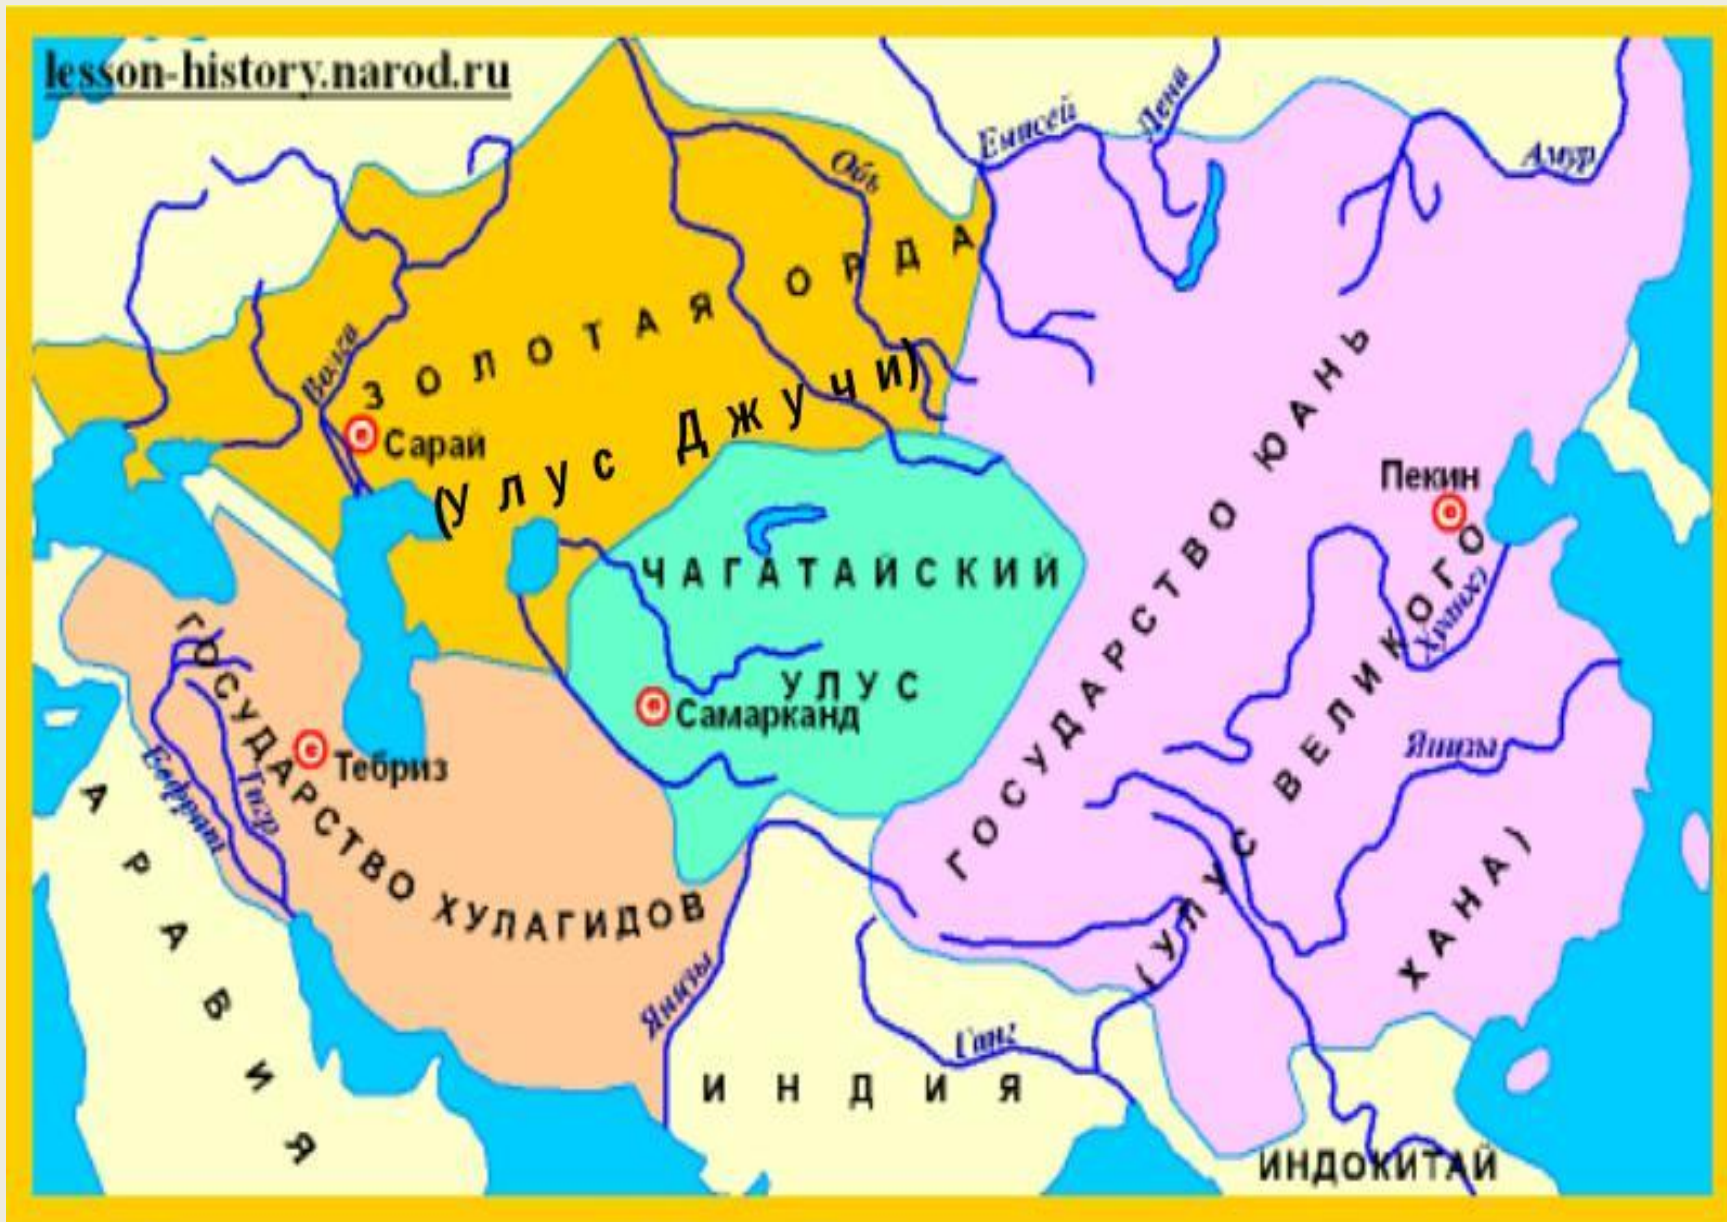 lesson-history.narod.ru
Енисей
Лена
Амур
Обь
Волга
ЗОЛОТАЯ ОРДА
(Улус Джучи)
Сарай
Пекин
ЧАГАТАЙСКИЙ
УЛУС
Самарканд
ГОСУДАРСТВО ЮАНЬ
(УЛУС ВЕЛИКОГО
ХАНА)
Хуанхэ
Янцзы
ГОСУДАРСТВО ХУЛАГИДОВ
Тебриз
Евфрат
Тигр
АРАВИЯ
Янцзы
Ганг
ИНДИЯ
ИНДОКИТАЙ